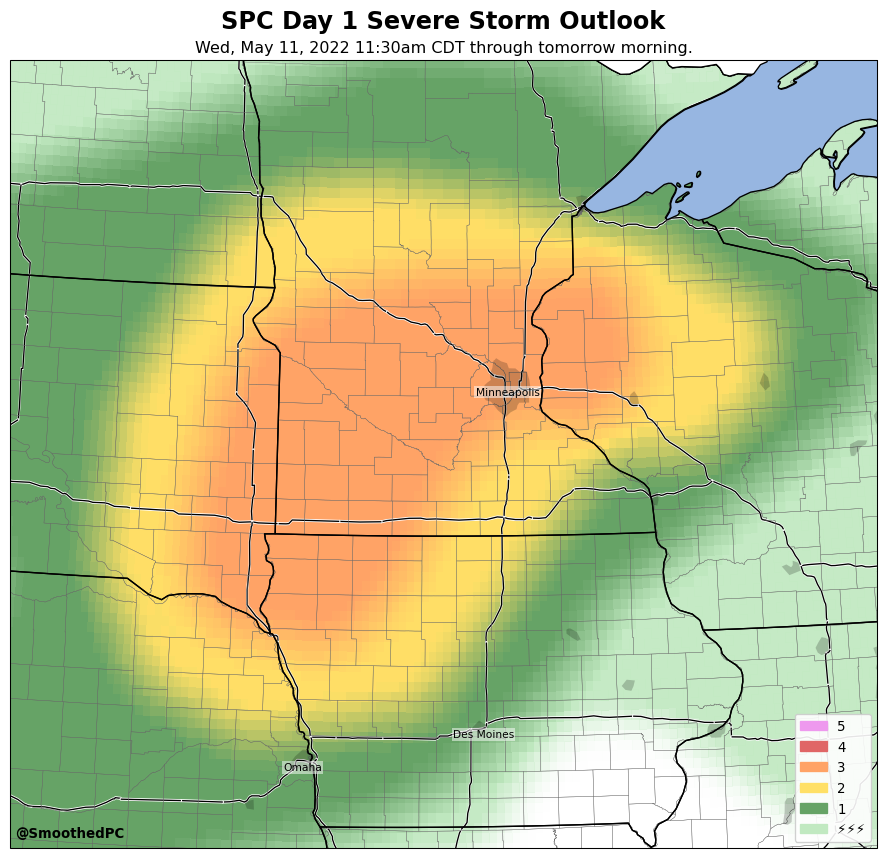 SPC Day 1 Severe Storm Outlook
Wed, May 11, 2022 11:30am CDT through tomorrow morning.
Minneapolis
Des Moines
Omaha
5
4
3
2
1
⚡⚡⚡
@SmoothedPC